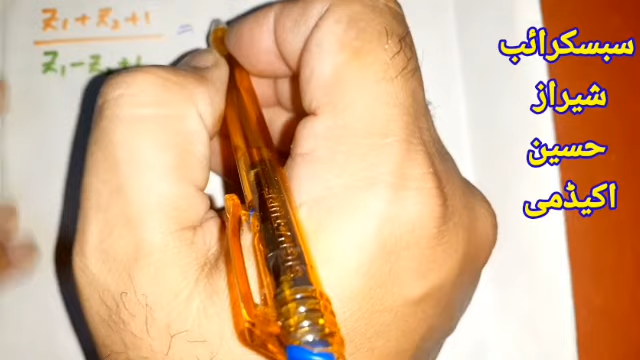 z₁ + z₂ + 1 =
z₁ - z₂ + 1
سبسکرائب
شیراز
حسین
اکیڈمی